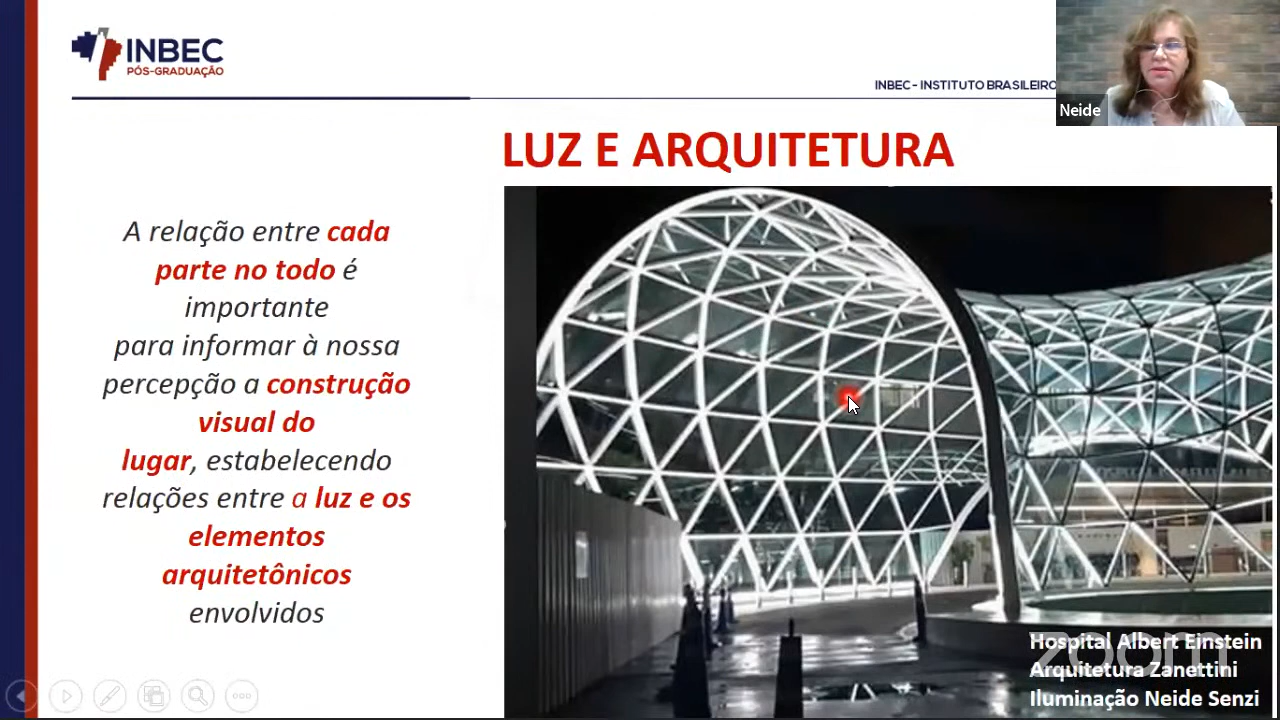 INBEC
PÓS-GRADUAÇÃO
INBEC - INSTITUTO BRASILEIRO
Neide
LUZ E ARQUITETURA
A relação entre cada
parte no todo é
importante
para informar à nossa
percepção a construção
visual do
lugar, estabelecendo
relações entre a luz e os
elementos
arquitetônicos
envolvidos
zoom
Hospital Albert Einstein
Arquitetura Zanettini
Iluminação Neide Senzi